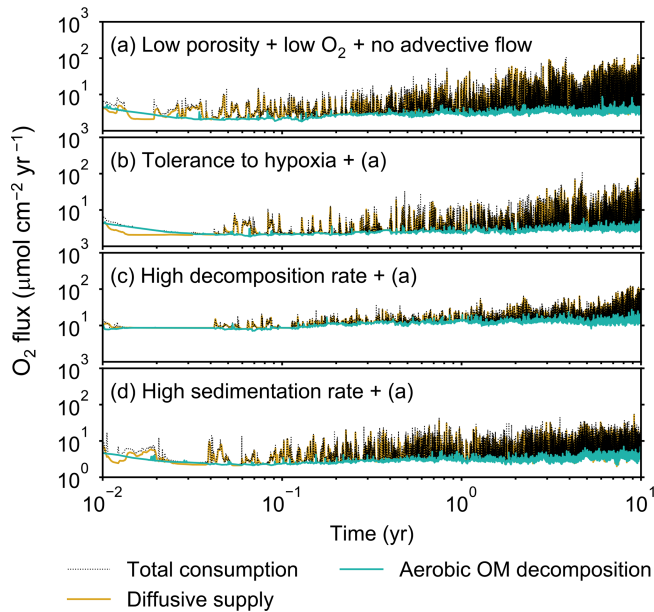 10³
(a) Low porosity + low O₂ + no advective flow
10²
10¹
10³
(b) Tolerance to hypoxia + (a)
10²
10¹
10³
(c) High decomposition rate + (a)
10²
10¹
10³
(d) High sedimentation rate + (a)
10²
10¹
10⁰
O₂ flux (μmol cm⁻² yr⁻¹)
10⁻² 10⁻¹ 10⁰ 10¹
Time (yr)
Total consumption
Aerobic OM decomposition
Diffusive supply